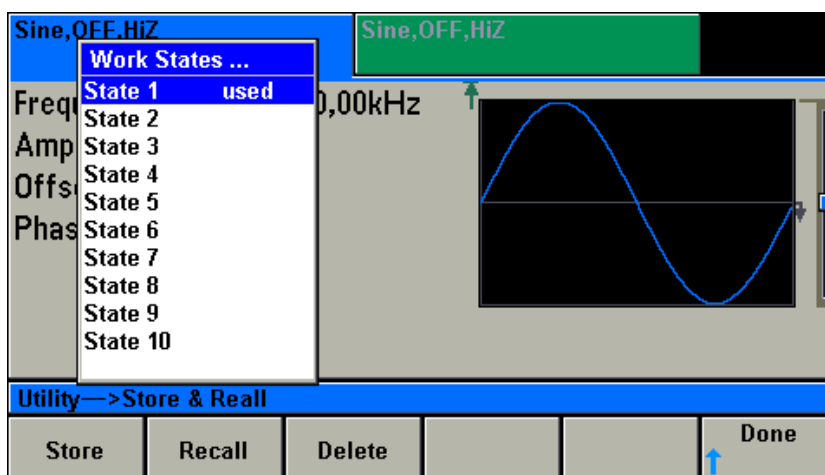 Sine,OFF,HiZ
Sine,OFF,HiZ
Work States ...
State 1 used
State 2
State 3
State 4
State 5
State 6
State 7
State 8
State 9
State 10
0,00kHz
Amp
Utility—>Store & Reall
Store Recall Delete Done